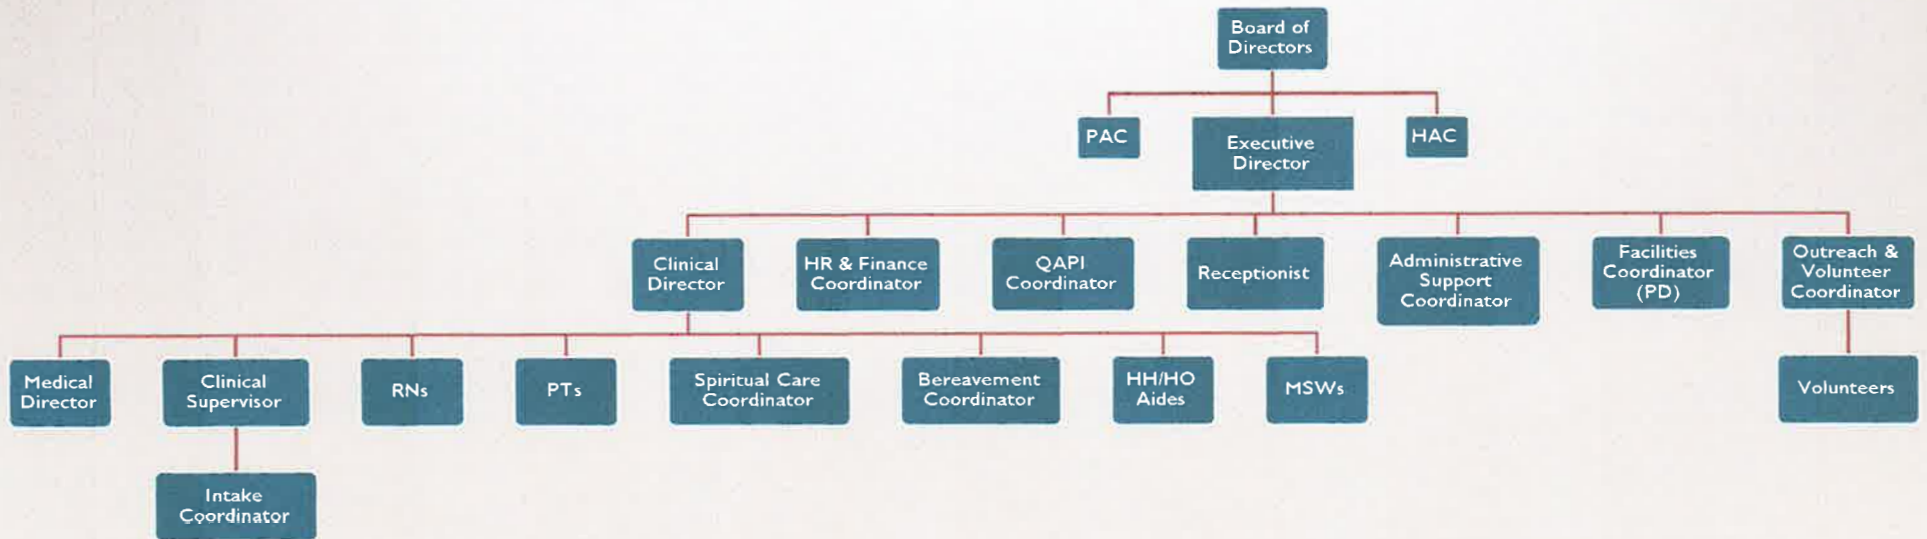 Board of
Directors
PAC
Executive
Director
HAC
Clinical
Director
HR & Finance
Coordinator
QAPI
Coordinator
Receptionist
Administrative
Support
Coordinator
Facilities
Coordinator
(PD)
Outreach &
Volunteer
Coordinator
Medical
Director
Clinical
Supervisor
RNs
PTs
Spiritual Care
Coordinator
Bereavement
Coordinator
HH/HO
Aides
MSWs
Volunteers
Intake
Coordinator